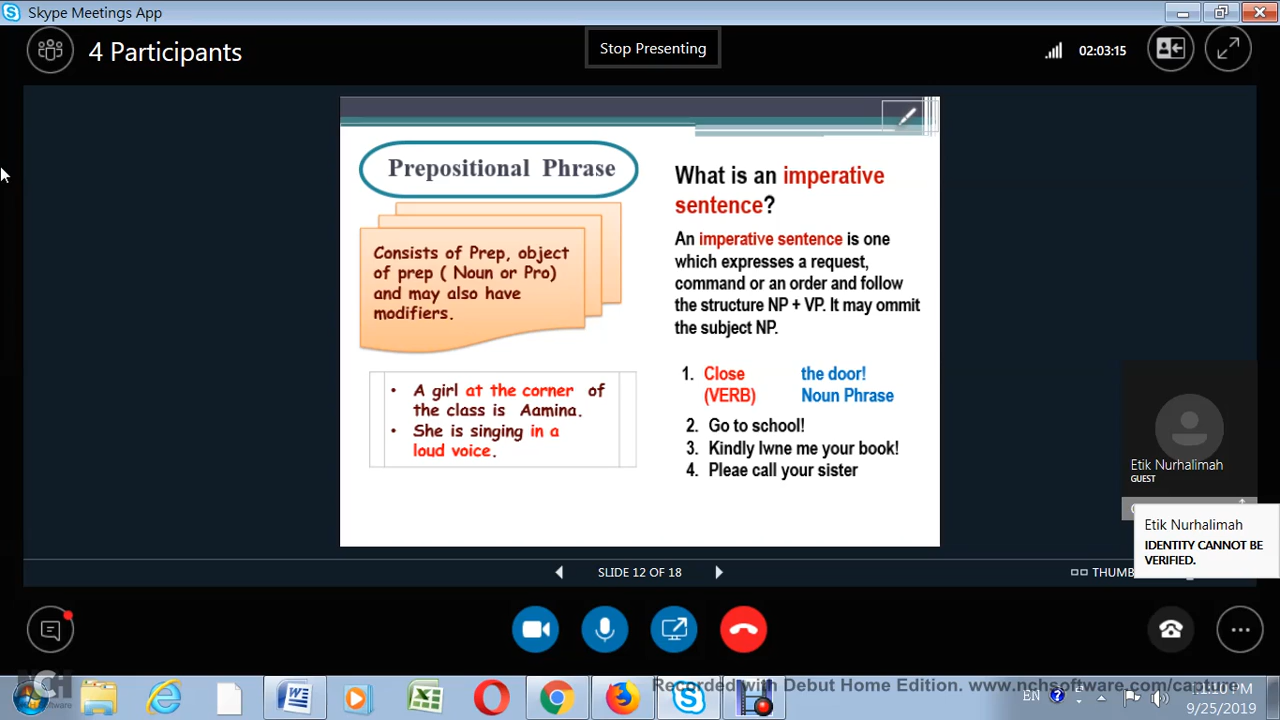 Skype Meetings App
4 Participants
Stop Presenting
02:03:15
Prepositional Phrase
Consists of Prep, object
of prep ( Noun or Pro)
and may also have
modifiers.
• A girl at the corner of
the class is Aamina.
• She is singing in a
loud voice.
What is an imperative
sentence?
An imperative sentence is one
which expresses a request,
command or an order and follow
the structure NP + VP. It may ommit
the subject NP.
1. Close the door!
(VERB) Noun Phrase
2. Go to school!
3. Kindly lwne me your book!
4. Pleae call your sister
Etik Nurhalimah
GUEST
Etik Nurhalimah
IDENTITY CANNOT BE
VERIFIED.
SLIDE 12 OF 18
THUMB
Recorded with Debut Home Edition. www.nchsoftware.com/capture
EN
9/25/2019